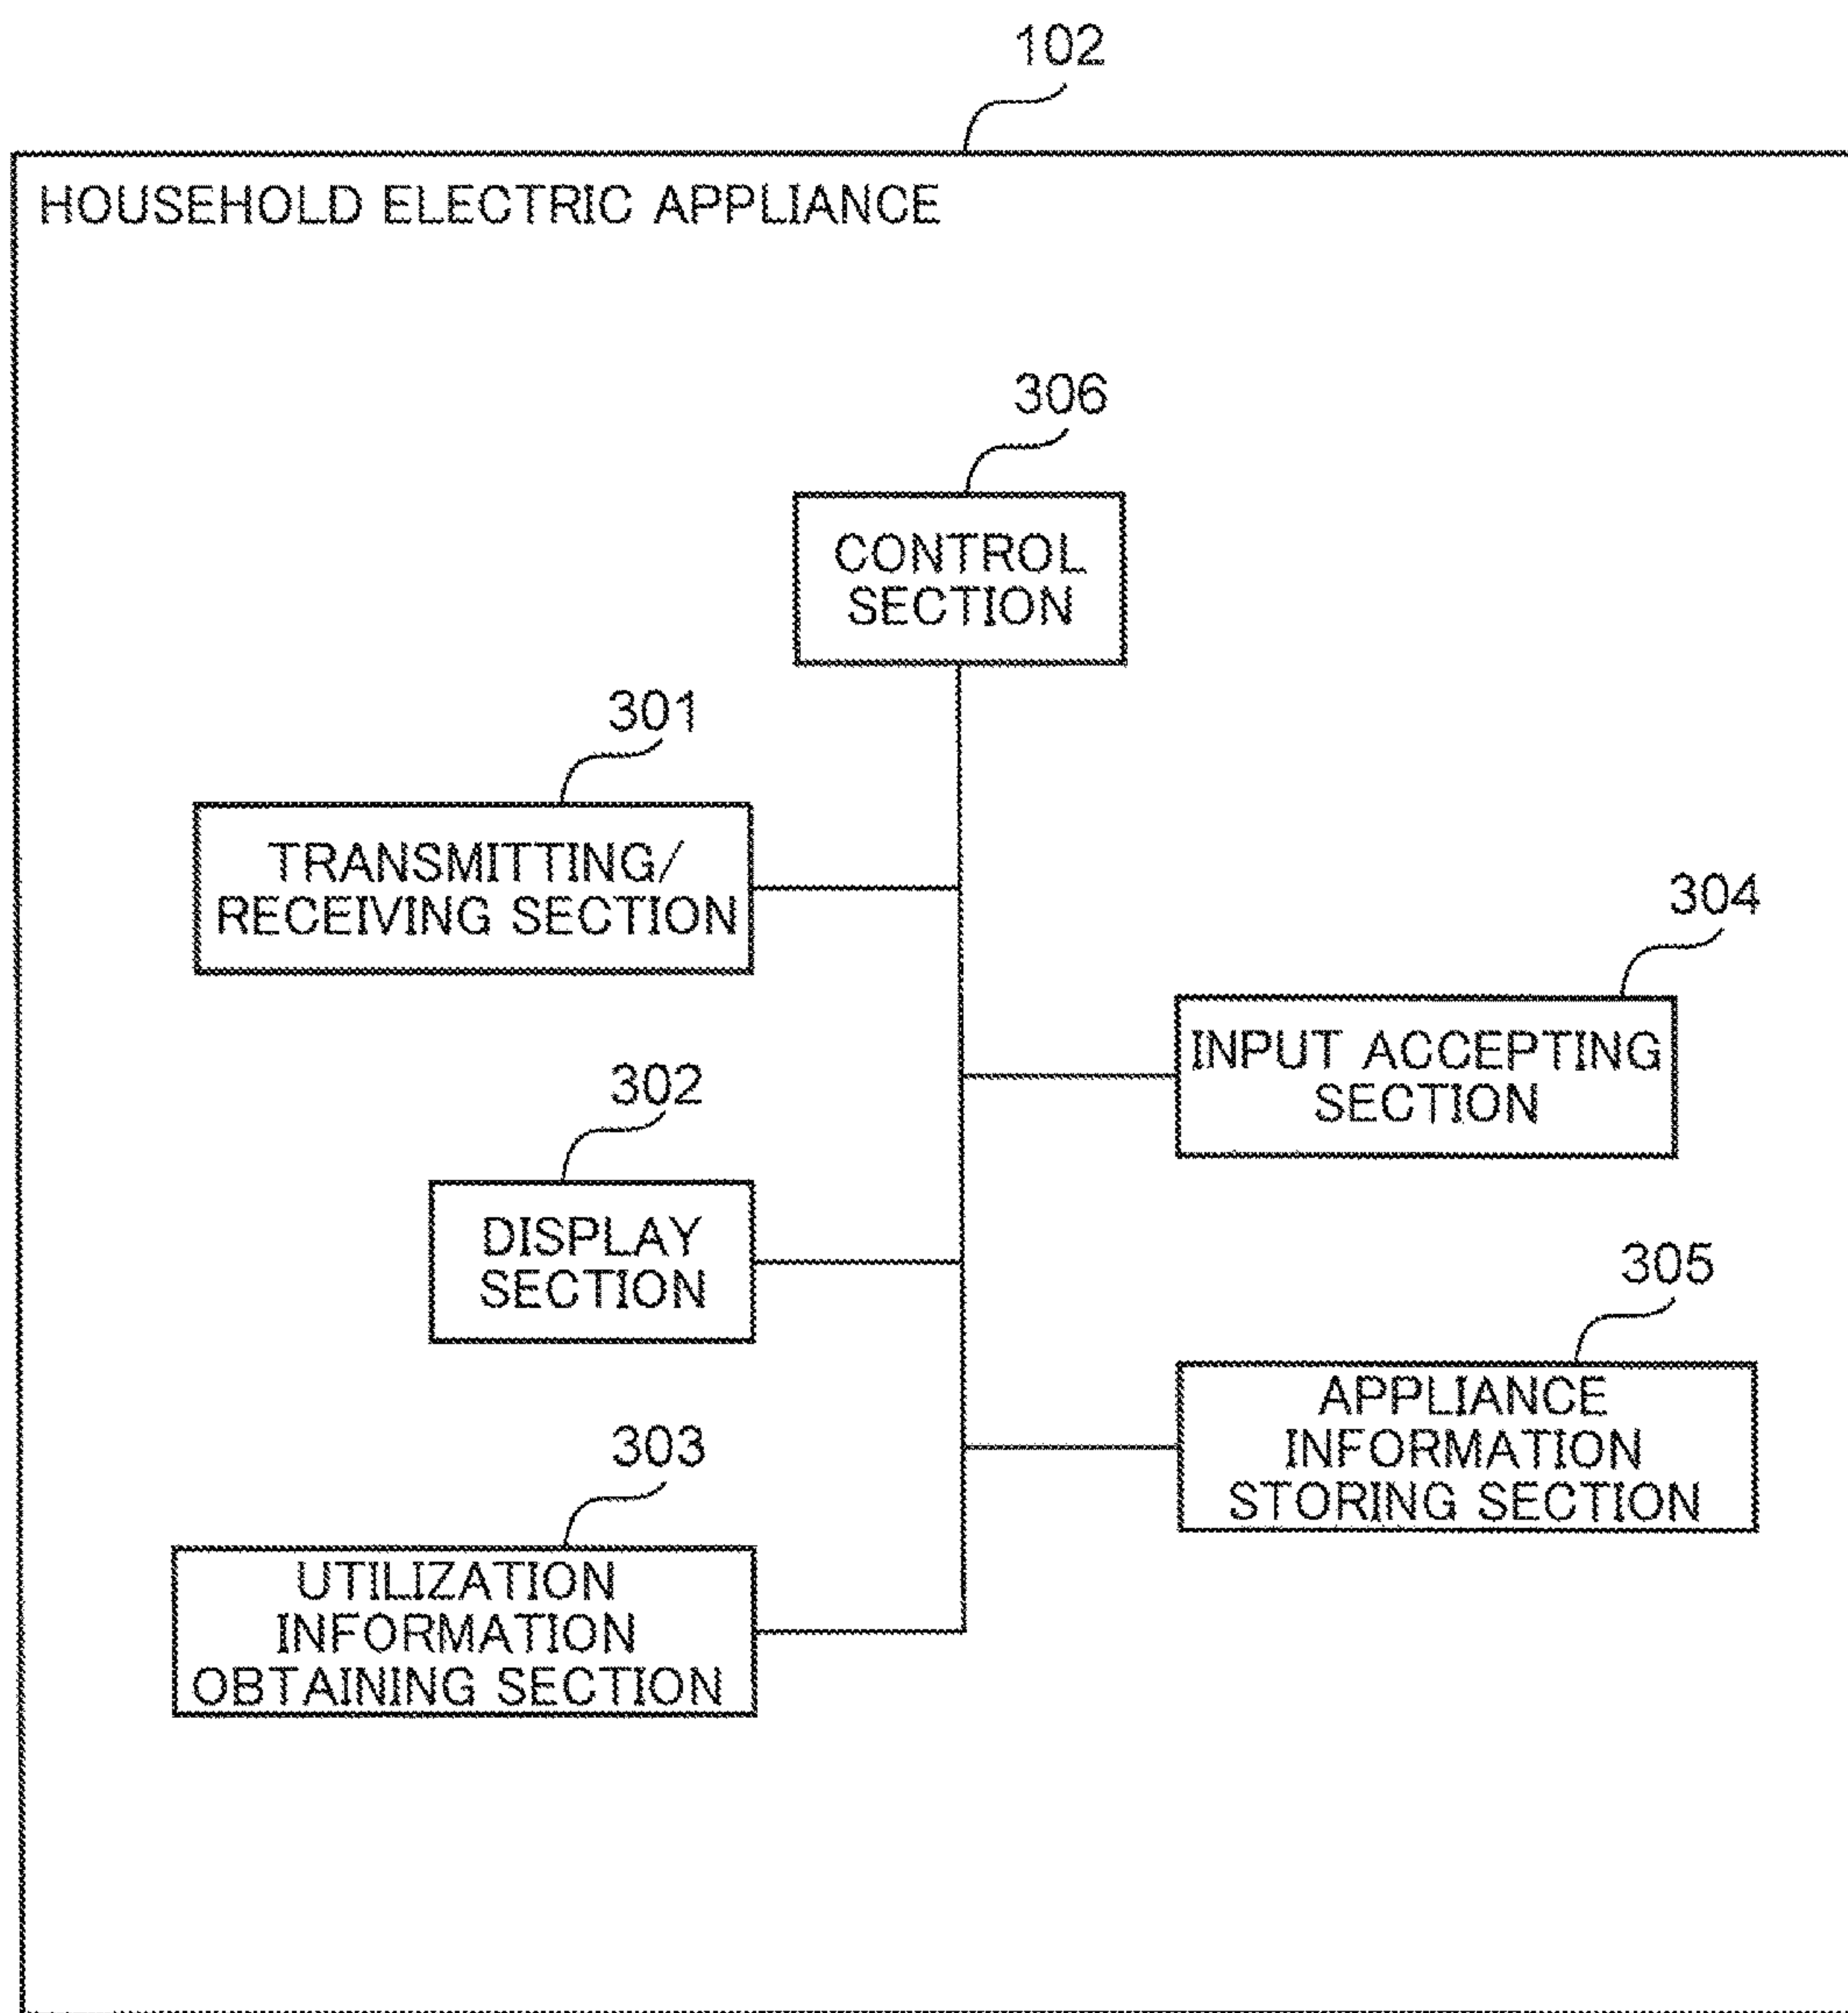 102
HOUSEHOLD ELECTRIC APPLIANCE
306
CONTROL
SECTION
301
TRANSMITTING/
RECEIVING SECTION
304
INPUT ACCEPTING
SECTION
302
DISPLAY
SECTION
305
APPLIANCE
INFORMATION
STORING SECTION
303
UTILIZATION
INFORMATION
OBTAINING SECTION